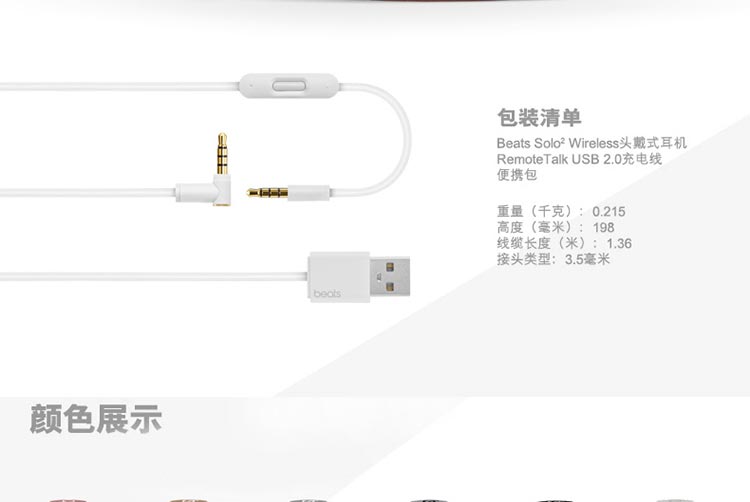 包装清单
Beats Solo² Wireless头戴式耳机
RemoteTalk USB 2.0充电线
便携包
重量（千克）：0.215
高度（毫米）：198
线缆长度（米）：1.36
接头类型：3.5毫米
beats
颜色展示